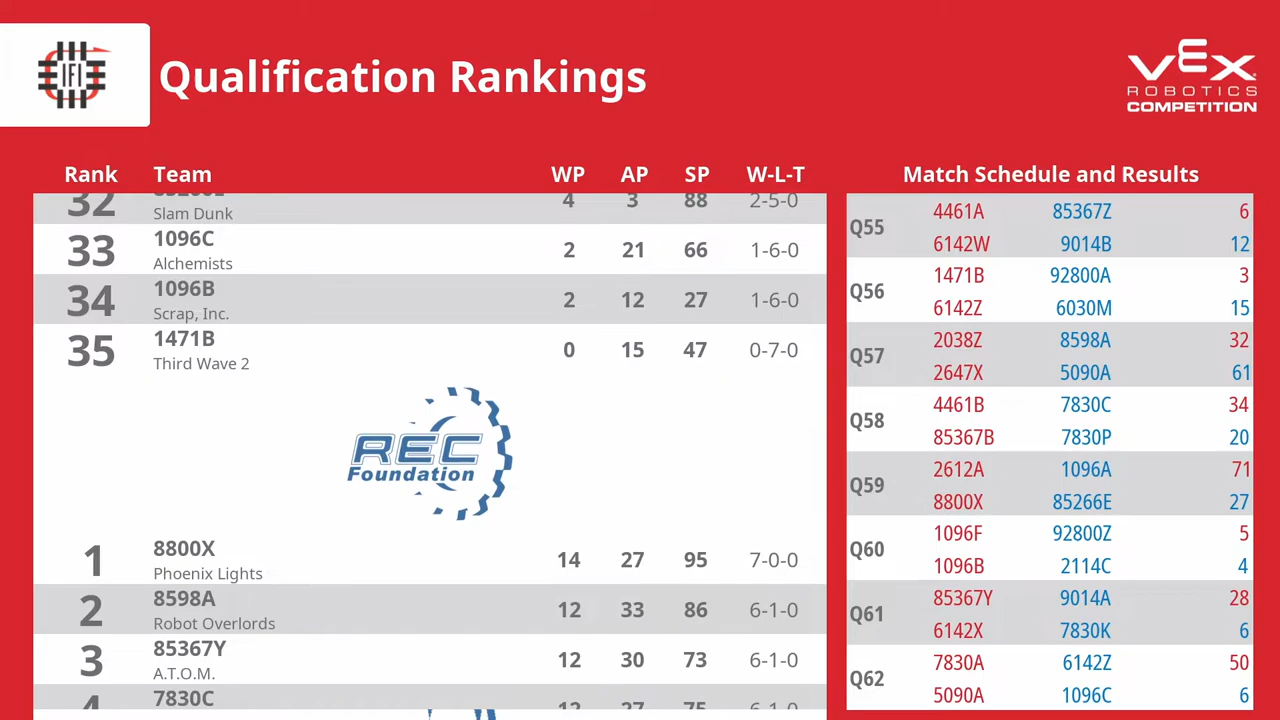 IFI
Qualification Rankings
VEX
ROBOTICS
COMPETITION
Rank Team WP AP SP W-L-T
32 4 3 88 2-5-0
Slam Dunk
33 1096C 2 21 66 1-6-0
Alchemists
34 1096B 2 12 27 1-6-0
Scrap, Inc.
35 1471B 0 15 47 0-7-0
Third Wave 2
REC
Foundation
1 8800X 14 27 95 7-0-0
Phoenix Lights
2 8598A 12 33 86 6-1-0
Robot Overlords
3 85367Y 12 30 73 6-1-0
A.T.O.M.
4 7830C 12 27 75 6-1-0
Match Schedule and Results
Q55 4461A 85367Z 6
6142W 9014B 12
Q56 1471B 92800A 3
6142Z 6030M 15
Q57 2038Z 8598A 32
2647X 5090A 61
Q58 4461B 7830C 34
85367B 7830P 20
Q59 2612A 1096A 71
8800X 85266E 27
Q60 1096F 92800Z 5
1096B 2114C 4
Q61 85367Y 9014A 28
6142X 7830K 6
Q62 7830A 6142Z 50
5090A 1096C 6